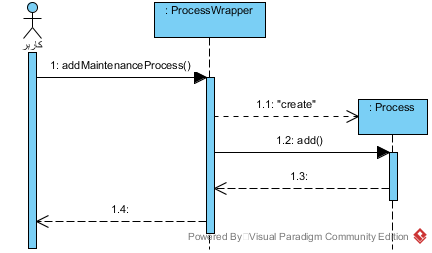 : ProcessWrapper
کاربر
1: addMaintenanceProcess()
1.1: "create"
: Process
1.2: add()
1.3:
1.4:
Powered By Visual Paradigm Community Edition